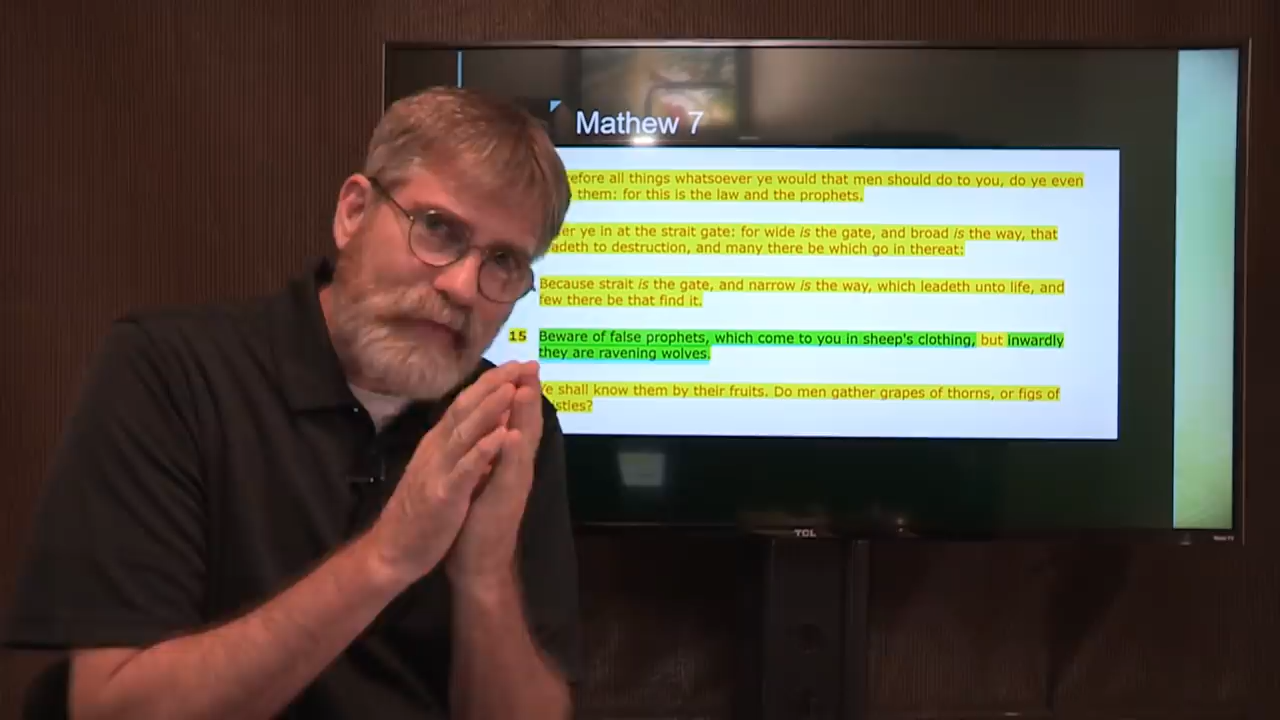 Mathew 7
all things whatsoever ye would that men should do to you, do ye even
them: for this is the law and the prophets.
ye in at the strait gate: for wide is the gate, and broad is the way, that
to destruction, and many there be which go in thereat:
Because strait is the gate, and narrow is the way, which leadeth unto life, and
few there be that find it.
15 Beware of false prophets, which come to you in sheep's clothing, but inwardly
they are ravening wolves.
Ye shall know them by their fruits. Do men gather grapes of thorns, or figs of
TCL